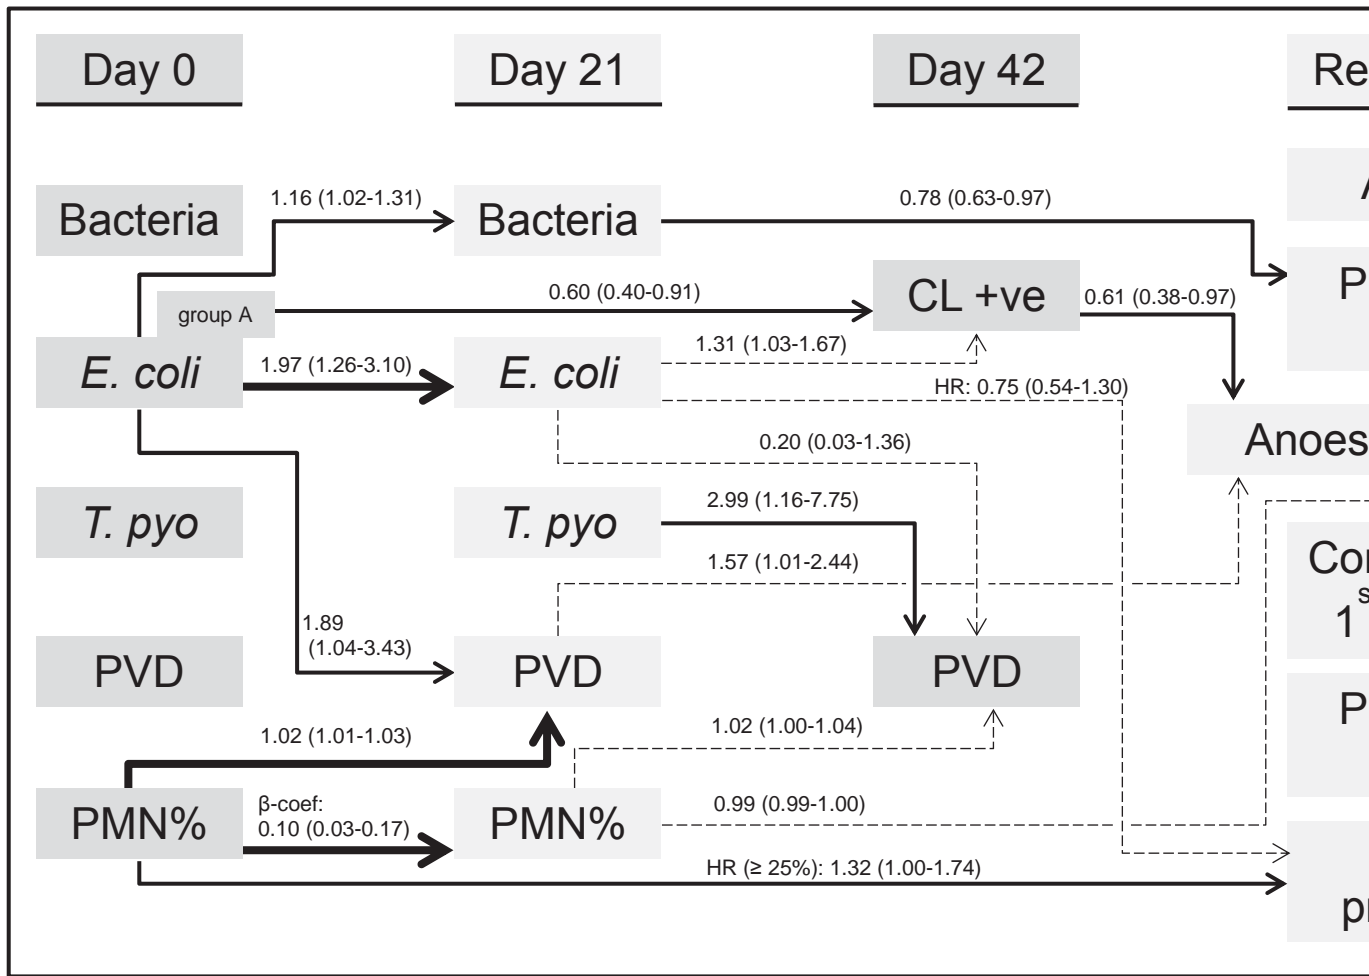 Day 0
Day 21
Day 42
Re
A
Bacteria
1.16 (1.02-1.31)
Bacteria
0.78 (0.63-0.97)
P
group A
0.60 (0.40-0.91)
CL +ve
0.61 (0.38-0.97)
E. coli
1.97 (1.26-3.10)
E. coli
1.31 (1.03-1.67)
HR: 0.75 (0.54-1.30)
0.20 (0.03-1.36)
Anoes
T. pyo
T. pyo
2.99 (1.16-7.75)
1.57 (1.01-2.44)
Con
1 s
PVD
1.89
(1.04-3.43)
PVD
PVD
P
1.02 (1.01-1.03)
1.02 (1.00-1.04)
PMN%
β-coef:
0.10 (0.03-0.17)
PMN%
0.99 (0.99-1.00)
HR (≥ 25%): 1.32 (1.00-1.74)
pr